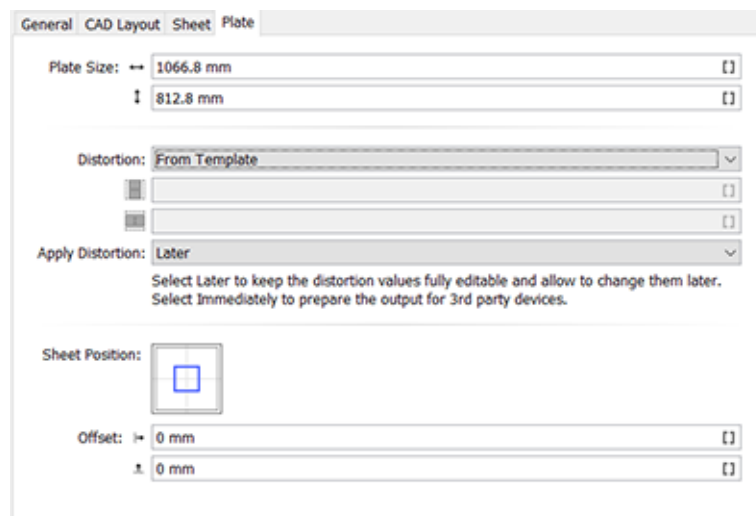 General CAD Layout Sheet Plate
Plate Size: 1066.8 mm
812.8 mm
Distortion: From Template
Apply Distortion: Later
Select Later to keep the distortion values fully editable and allow to change them later.
Select Immediately to prepare the output for 3rd party devices.
Sheet Position:
Offset: 0 mm
0 mm